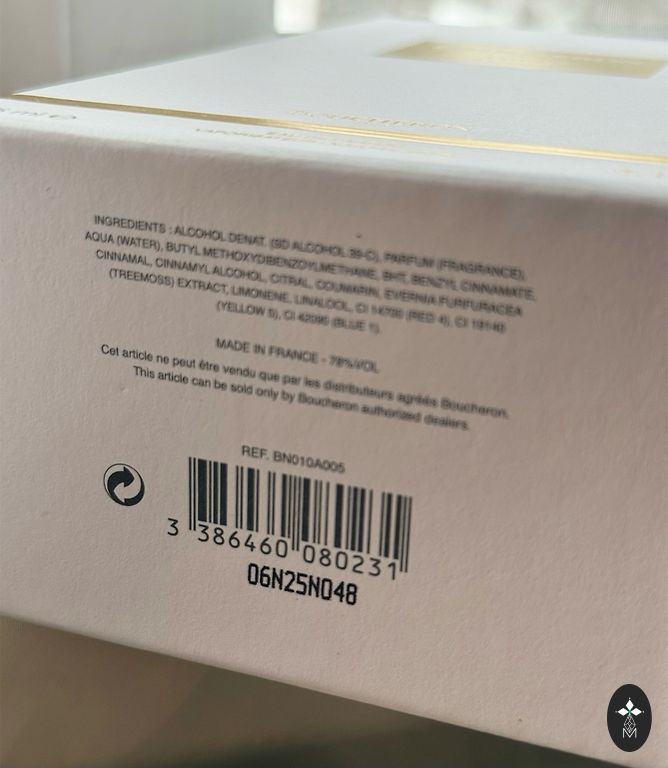 BOUCHERON
INGREDIENTS : ALCOHOL DENAT. (SD ALCOHOL 39-C), PARFUM (FRAGRANCE),
AQUA (WATER), BUTYL METHOXYDIBENZOYLMETHANE, BHT, BENZYL CINNAMATE,
CINNAMAL, CINNAMYL ALCOHOL, CITRAL, COUMARIN, EVERNIA FURFURACEA
(TREEMOSS) EXTRACT, LIMONENE, LINALOOL, CI 14700 (RED 4), CI 19140
(YELLOW 5), CI 42090 (BLUE 1).
MADE IN FRANCE - 78%VOL
Cet article ne peut être vendu que par les distributeurs agréés Boucheron.
This article can be sold only by Boucheron authorized dealers.
REF. BN010A005
3 386460 080231
06N25N048